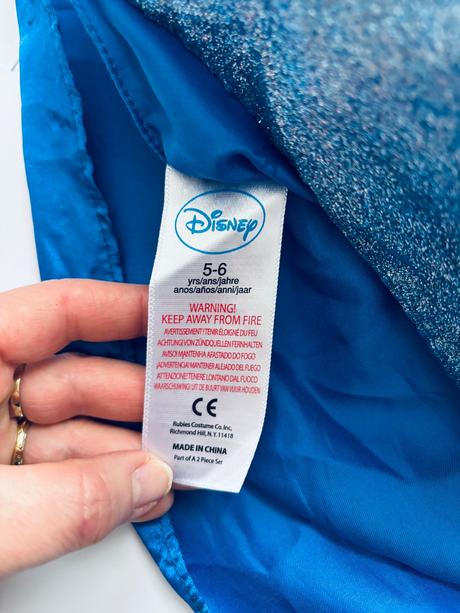 Disney
5-6
yrs/ans/jahre
anos/años/anni/jaar
WARNING!
KEEP AWAY FROM FIRE
AVERTISSEMENT ! TENIR ÉLOIGNÉ DU FEU
ACHTUNG! VON ZÜNDQUELLEN FERNHALTEN
AVISO! MANTENHA AFASTADO DO FOGO
¡ADVERTENCIA! MANTENER ALEJADO DEL FUEGO
ATTENZIONE! TENERE LONTANO DAL FUOCO
WAARSCHUWING! UIT DE BUURT VAN VUUR HOUDEN
CE
Rubies Costume Co. Inc,
Richmond Hill, N.Y. 11418
MADE IN CHINA
Part of A 2 Piece Set